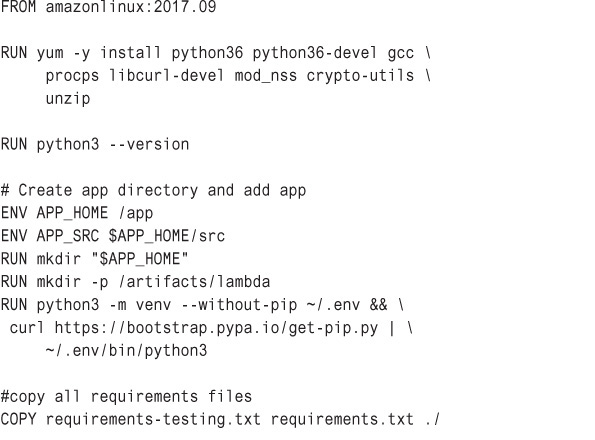 FROM amazonlinux:2017.09

RUN yum -y install python36 python36-devel gcc \
     procps libcurl-devel mod_nss crypto-utils \
     unzip

RUN python3 --version

# Create app directory and add app
ENV APP_HOME /app
ENV APP_SRC $APP_HOME/src
RUN mkdir "$APP_HOME"
RUN mkdir -p /artifacts/lambda
RUN python3 -m venv --without-pip ~/.env && \
 curl https://bootstrap.pypa.io/get-pip.py | \
     ~/.env/bin/python3

#copy all requirements files
COPY requirements-testing.txt requirements.txt ./